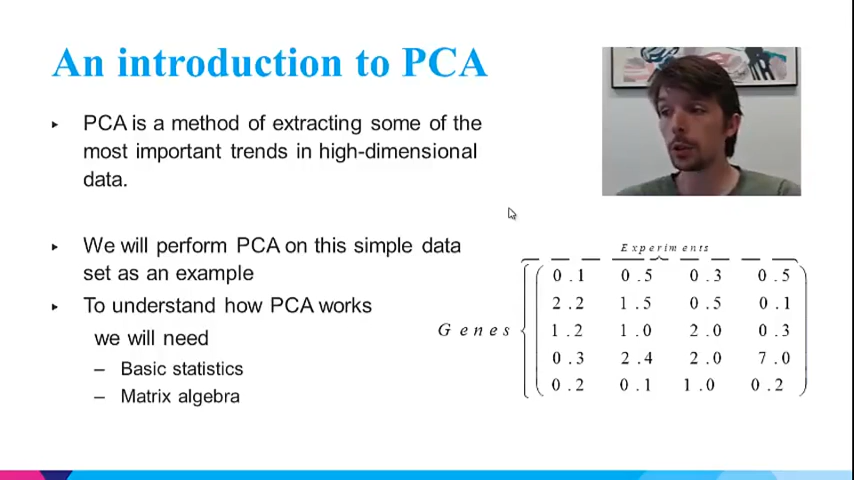 An introduction to PCA
▸ PCA is a method of extracting some of the
most important trends in high-dimensional
data.
▸ We will perform PCA on this simple data
set as an example
▸ To understand how PCA works
we will need
– Basic statistics
– Matrix algebra
Experiments
Genes
0.1 0.5 0.3 0.5
2.2 1.5 0.5 0.1
1.2 1.0 2.0 0.3
0.3 2.4 2.0 7.0
0.2 0.1 1.0 0.2